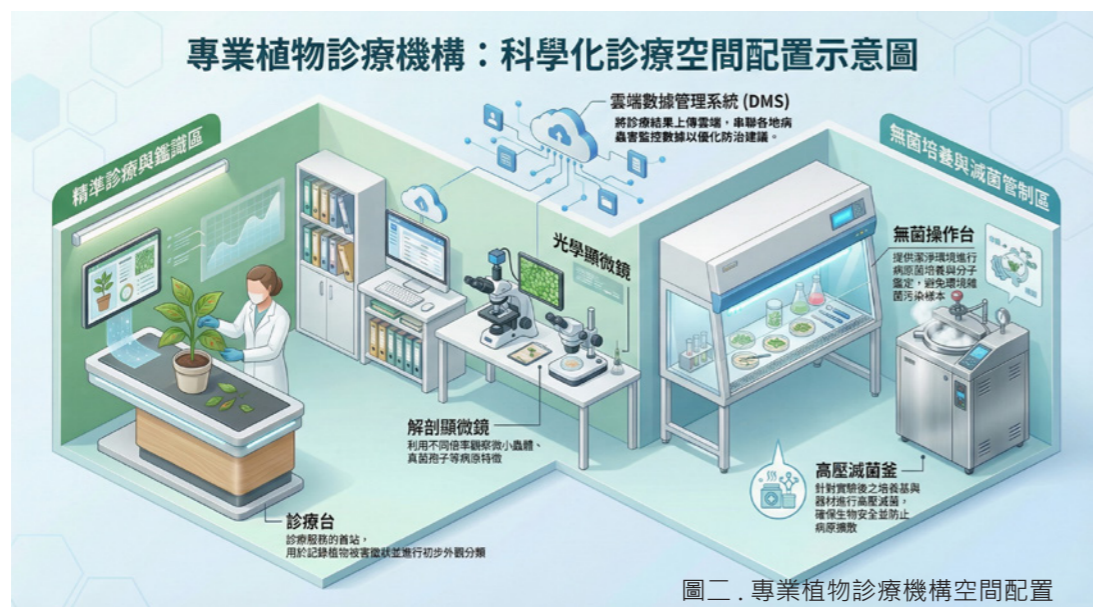 專業植物診療機構：科學化診療空間配置示意圖
精準診療與鑑識區
雲端數據管理系統 (DMS)
將診療結果上傳雲端，串聯各地病
蟲害監控數據以優化防治建議。
無菌培養與滅菌管制區
光學顯微鏡
無菌操作台
提供潔淨環境進行
病原菌培養與分子
鑑定，避免環境雜
菌污染樣本
解剖顯微鏡
利用不同倍率觀察微小蟲體、
真菌孢子等病原特徵
高壓滅菌釜
針對實驗後之培養基與
器材進行高壓滅菌，
確保生物安全並防止
病原擴散
診療台
診療服務的首站，
用於記錄植物被害徵狀並進行初步外觀分類
圖二 . 專業植物診療機構空間配置